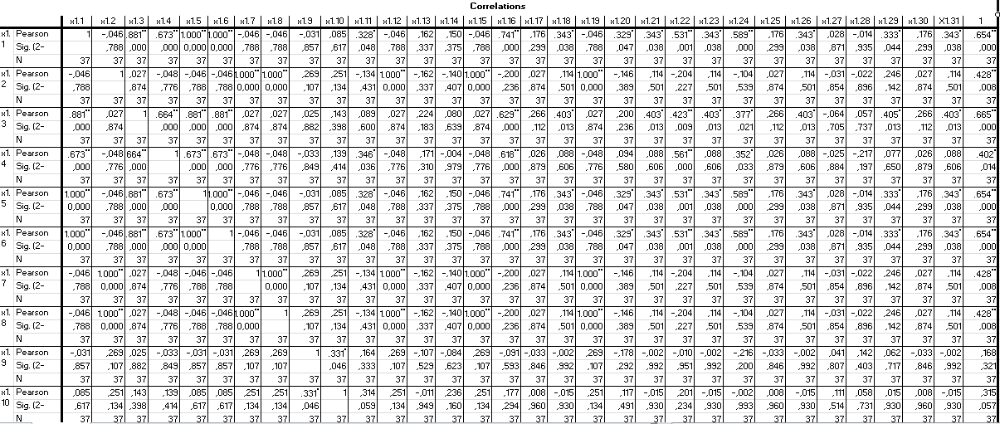 Correlations
x1.1 x1.2 x1.3 x1.4 x1.5 x1.6 x1.7 x1.8 x1.9 x1.10 x1.11 x1.12 x1.13 x1.14 x1.15 x1.16 x1.17 x1.18 x1.19 x1.20 x1.21 x1.22 x1.23 x1.24 x1.25 x1.26 x1.27 x1.28 x1.29 x1.30 X1.31 1
x1. Pearson 1 -,046 ,881** ,673** 1.000** 1.000** -,046 -,046 -,031 ,085 ,328* -,046 ,162 ,150 -,046 ,741** ,176 ,343* -,046 ,329* ,343* ,531** ,343* ,589** ,176 ,343* ,028 -,014 ,333* ,176 ,343* ,654**
1 Sig. (2- ,788 ,000 ,000 0,000 0,000 ,788 ,788 ,857 ,617 ,048 ,788 ,337 ,375 ,788 ,000 ,299 ,038 ,788 ,047 ,038 ,001 ,038 ,000 ,299 ,038 ,871 ,935 ,044 ,299 ,038 ,000
N 37 37 37 37 37 37 37 37 37 37 37 37 37 37 37 37 37 37 37 37 37 37 37 37 37 37 37 37 37 37 37 37
x1. Pearson -,046 1 ,027 -,048 -,046 -,046 1.000** 1.000** ,269 ,251 -,134 1.000** -,162 -,140 1.000** -,200 ,027 ,114 1.000** -,146 ,114 -,204 ,114 -,104 ,027 ,114 -,031 -,022 ,246 ,027 ,114 ,428**
2 Sig. (2- ,788 ,874 ,776 ,788 ,788 0,000 0,000 ,107 ,134 ,431 0,000 ,337 ,407 0,000 ,236 ,874 ,501 0,000 ,389 ,501 ,227 ,501 ,539 ,874 ,501 ,854 ,896 ,142 ,874 ,501 ,008
N 37 37 37 37 37 37 37 37 37 37 37 37 37 37 37 37 37 37 37 37 37 37 37 37 37 37 37 37 37 37 37 37
x1. Pearson ,881** ,027 1 ,664** ,881** ,881** ,027 ,027 ,025 ,143 ,089 ,027 ,224 ,080 ,027 ,629** ,266 ,403* ,027 ,200 ,403* ,423** ,403* ,377* ,266 ,403* -,064 ,057 ,405* ,266 ,403* ,665**
3 Sig. (2- ,000 ,874 ,000 ,000 ,000 ,874 ,874 ,882 ,398 ,600 ,874 ,183 ,639 ,874 ,000 ,112 ,013 ,874 ,236 ,013 ,009 ,013 ,021 ,112 ,013 ,705 ,737 ,013 ,112 ,013 ,000
N 37 37 37 37 37 37 37 37 37 37 37 37 37 37 37 37 37 37 37 37 37 37 37 37 37 37 37 37 37 37 37 37
x1. Pearson ,673** -,048 ,664** 1 ,673** ,673** -,048 -,048 -,033 ,139 ,346* -,048 ,171 -,004 -,048 ,618** ,026 ,088 -,048 ,094 ,088 ,561** ,088 ,352* ,026 ,088 -,025 -,217 ,077 ,026 ,088 ,402*
4 Sig. (2- ,000 ,776 ,000 ,000 ,000 ,776 ,776 ,849 ,414 ,036 ,776 ,310 ,979 ,776 ,000 ,879 ,606 ,776 ,580 ,606 ,000 ,606 ,033 ,879 ,606 ,884 ,197 ,650 ,879 ,606 ,014
N 37 37 37 37 37 37 37 37 37 37 37 37 37 37 37 37 37 37 37 37 37 37 37 37 37 37 37 37 37 37 37 37
x1. Pearson 1.000** -,046 ,881** ,673** 1 1.000** -,046 -,046 -,031 ,085 ,328* -,046 ,162 ,150 -,046 ,741** ,176 ,343* -,046 ,329* ,343* ,531** ,343* ,589** ,176 ,343* ,028 -,014 ,333* ,176 ,343* ,654**
5 Sig. (2- 0,000 ,788 ,000 ,000 0,000 ,788 ,788 ,857 ,617 ,048 ,788 ,337 ,375 ,788 ,000 ,299 ,038 ,788 ,047 ,038 ,001 ,038 ,000 ,299 ,038 ,871 ,935 ,044 ,299 ,038 ,000
N 37 37 37 37 37 37 37 37 37 37 37 37 37 37 37 37 37 37 37 37 37 37 37 37 37 37 37 37 37 37 37 37
x1. Pearson 1.000** -,046 ,881** ,673** 1.000** 1 -,046 -,046 -,031 ,085 ,328* -,046 ,162 ,150 -,046 ,741** ,176 ,343* -,046 ,329* ,343* ,531** ,343* ,589** ,176 ,343* ,028 -,014 ,333* ,176 ,343* ,654**
6 Sig. (2- 0,000 ,788 ,000 ,000 0,000 ,788 ,788 ,857 ,617 ,048 ,788 ,337 ,375 ,788 ,000 ,299 ,038 ,788 ,047 ,038 ,001 ,038 ,000 ,299 ,038 ,871 ,935 ,044 ,299 ,038 ,000
N 37 37 37 37 37 37 37 37 37 37 37 37 37 37 37 37 37 37 37 37 37 37 37 37 37 37 37 37 37 37 37 37
x1. Pearson -,046 1.000** ,027 -,048 -,046 -,046 1 1.000** ,269 ,251 -,134 1.000** -,162 -,140 1.000** -,200 ,027 ,114 1.000** -,146 ,114 -,204 ,114 -,104 ,027 ,114 -,031 -,022 ,246 ,027 ,114 ,428**
7 Sig. (2- ,788 0,000 ,874 ,776 ,788 ,788 0,000 ,107 ,134 ,431 0,000 ,337 ,407 0,000 ,236 ,874 ,501 0,000 ,389 ,501 ,227 ,501 ,539 ,874 ,501 ,854 ,896 ,142 ,874 ,501 ,008
N 37 37 37 37 37 37 37 37 37 37 37 37 37 37 37 37 37 37 37 37 37 37 37 37 37 37 37 37 37 37 37 37
x1. Pearson -,046 1.000** ,027 -,048 -,046 -,046 1.000** 1 ,269 ,251 -,134 1.000** -,162 -,140 1.000** -,200 ,027 ,114 1.000** -,146 ,114 -,204 ,114 -,104 ,027 ,114 -,031 -,022 ,246 ,027 ,114 ,428**
8 Sig. (2- ,788 0,000 ,874 ,776 ,788 ,788 0,000 ,107 ,134 ,431 0,000 ,337 ,407 0,000 ,236 ,874 ,501 0,000 ,389 ,501 ,227 ,501 ,539 ,874 ,501 ,854 ,896 ,142 ,874 ,501 ,008
N 37 37 37 37 37 37 37 37 37 37 37 37 37 37 37 37 37 37 37 37 37 37 37 37 37 37 37 37 37 37 37 37
x1. Pearson -,031 ,269 ,025 -,033 -,031 -,031 ,269 ,269 1 ,331* ,164 ,269 -,107 -,084 ,269 -,091 -,033 -,002 ,269 -,178 -,002 -,010 -,002 -,216 -,033 -,002 ,041 ,142 ,062 -,033 -,002 ,168
9 Sig. (2- ,857 ,107 ,882 ,849 ,857 ,857 ,107 ,107 ,046 ,333 ,107 ,529 ,623 ,107 ,593 ,846 ,992 ,107 ,292 ,992 ,951 ,992 ,200 ,846 ,992 ,807 ,403 ,717 ,846 ,992 ,321
N 37 37 37 37 37 37 37 37 37 37 37 37 37 37 37 37 37 37 37 37 37 37 37 37 37 37 37 37 37 37 37 37
x1. Pearson ,085 ,251 ,143 ,139 ,085 ,085 ,251 ,251 ,331* 1 ,314 ,251 -,011 ,236 ,251 ,177 ,008 -,015 ,251 ,117 -,015 ,201 -,015 -,002 ,008 -,015 ,111 ,058 ,015 ,008 -,015 ,315
10 Sig. (2- ,617 ,134 ,398 ,414 ,617 ,617 ,134 ,134 ,046 ,059 ,134 ,949 ,160 ,134 ,294 ,960 ,930 ,134 ,491 ,930 ,234 ,930 ,993 ,960 ,930 ,514 ,731 ,930 ,960 ,930 ,057
N 37 37 37 37 37 37 37 37 37 37 37 37 37 37 37 37 37 37 37 37 37 37 37 37 37 37 37 37 37 37 37 37